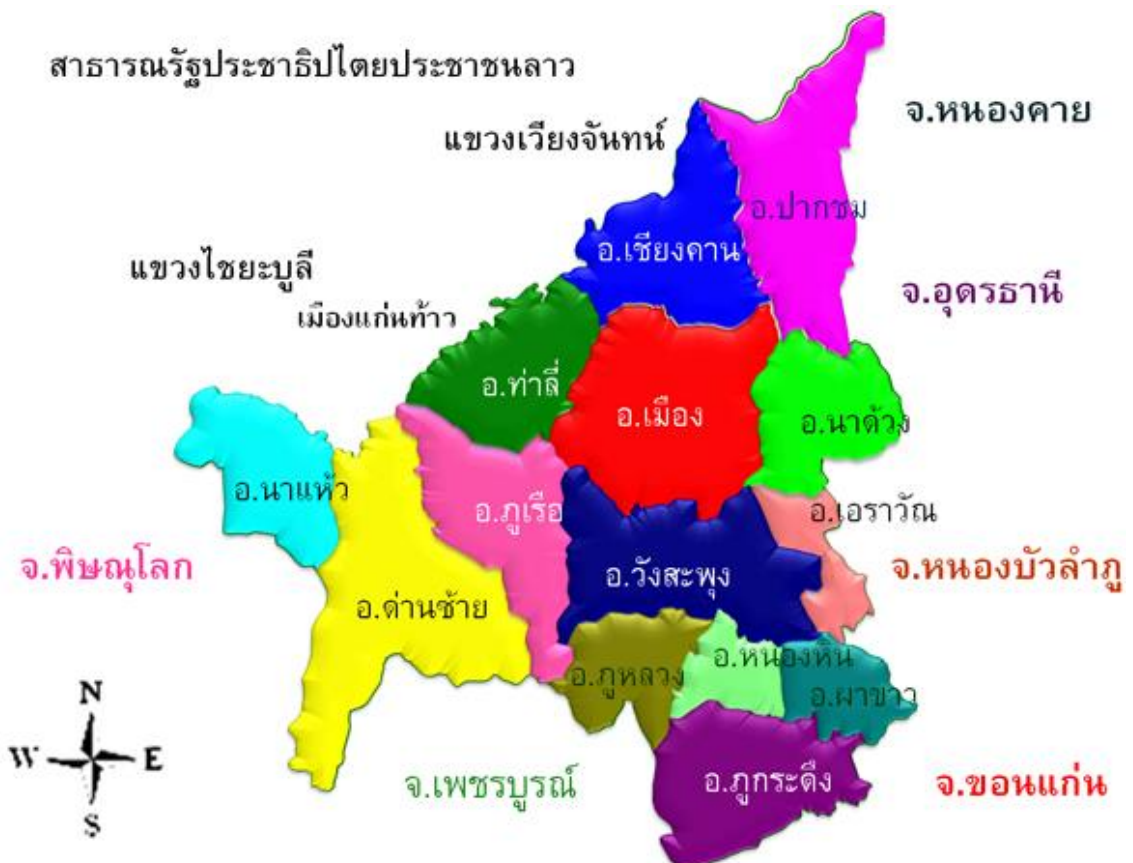 สาธารณรัฐประชาธิปไตยประชาชนลาว
จ.หนองคาย
แขวงเวียงจันทน์
อ.ปากชม
อ.เชียงคาน
แขวงไชยะบูลี
จ.อุดรธานี
เมืองแก่นท้าว
อ.ท่าลี่
อ.เมือง
อ.นาด้วง
อ.นาแห้ว
อ.ภูเรือ
อ.เอราวัณ
จ.พิษณุโลก
อ.วังสะพุง
จ.หนองบัวลำภู
อ.ด่านซ้าย
อ.ภูหลวง
อ.หนองหิน
อ.ผาขาว
N
W E
S
จ.เพชรบูรณ์
อ.ภูกระดึง
จ.ขอนแก่น